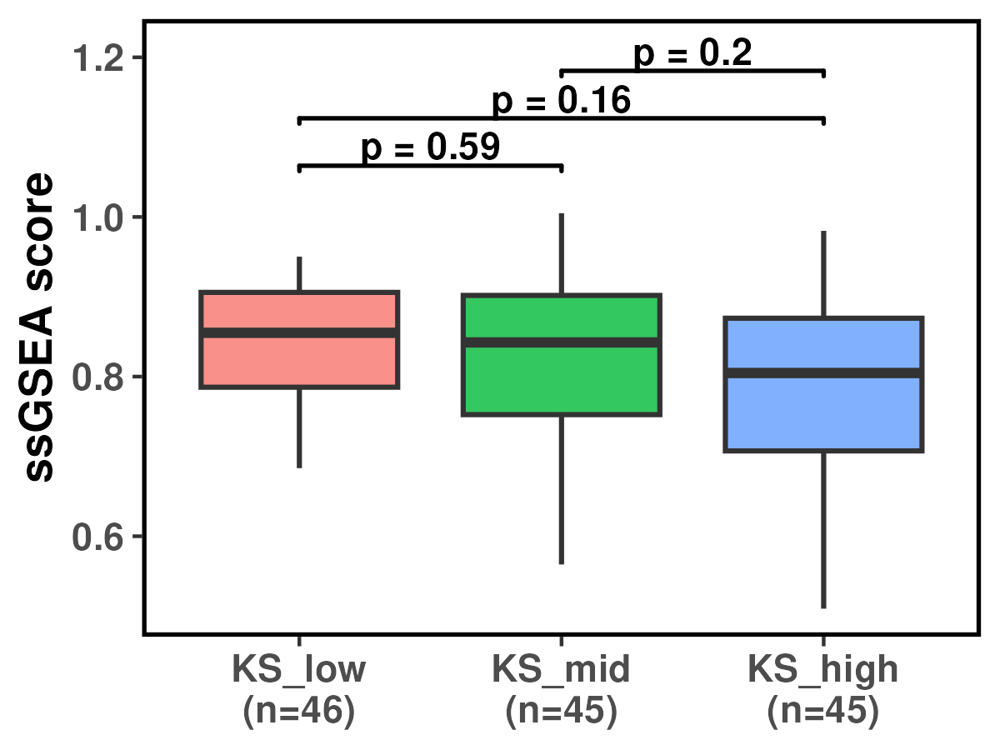 ssGSEA score
1.2
1.0
0.8
0.6
p = 0.2
p = 0.16
p = 0.59
KS_low
(n=46)
KS_mid
(n=45)
KS_high
(n=45)